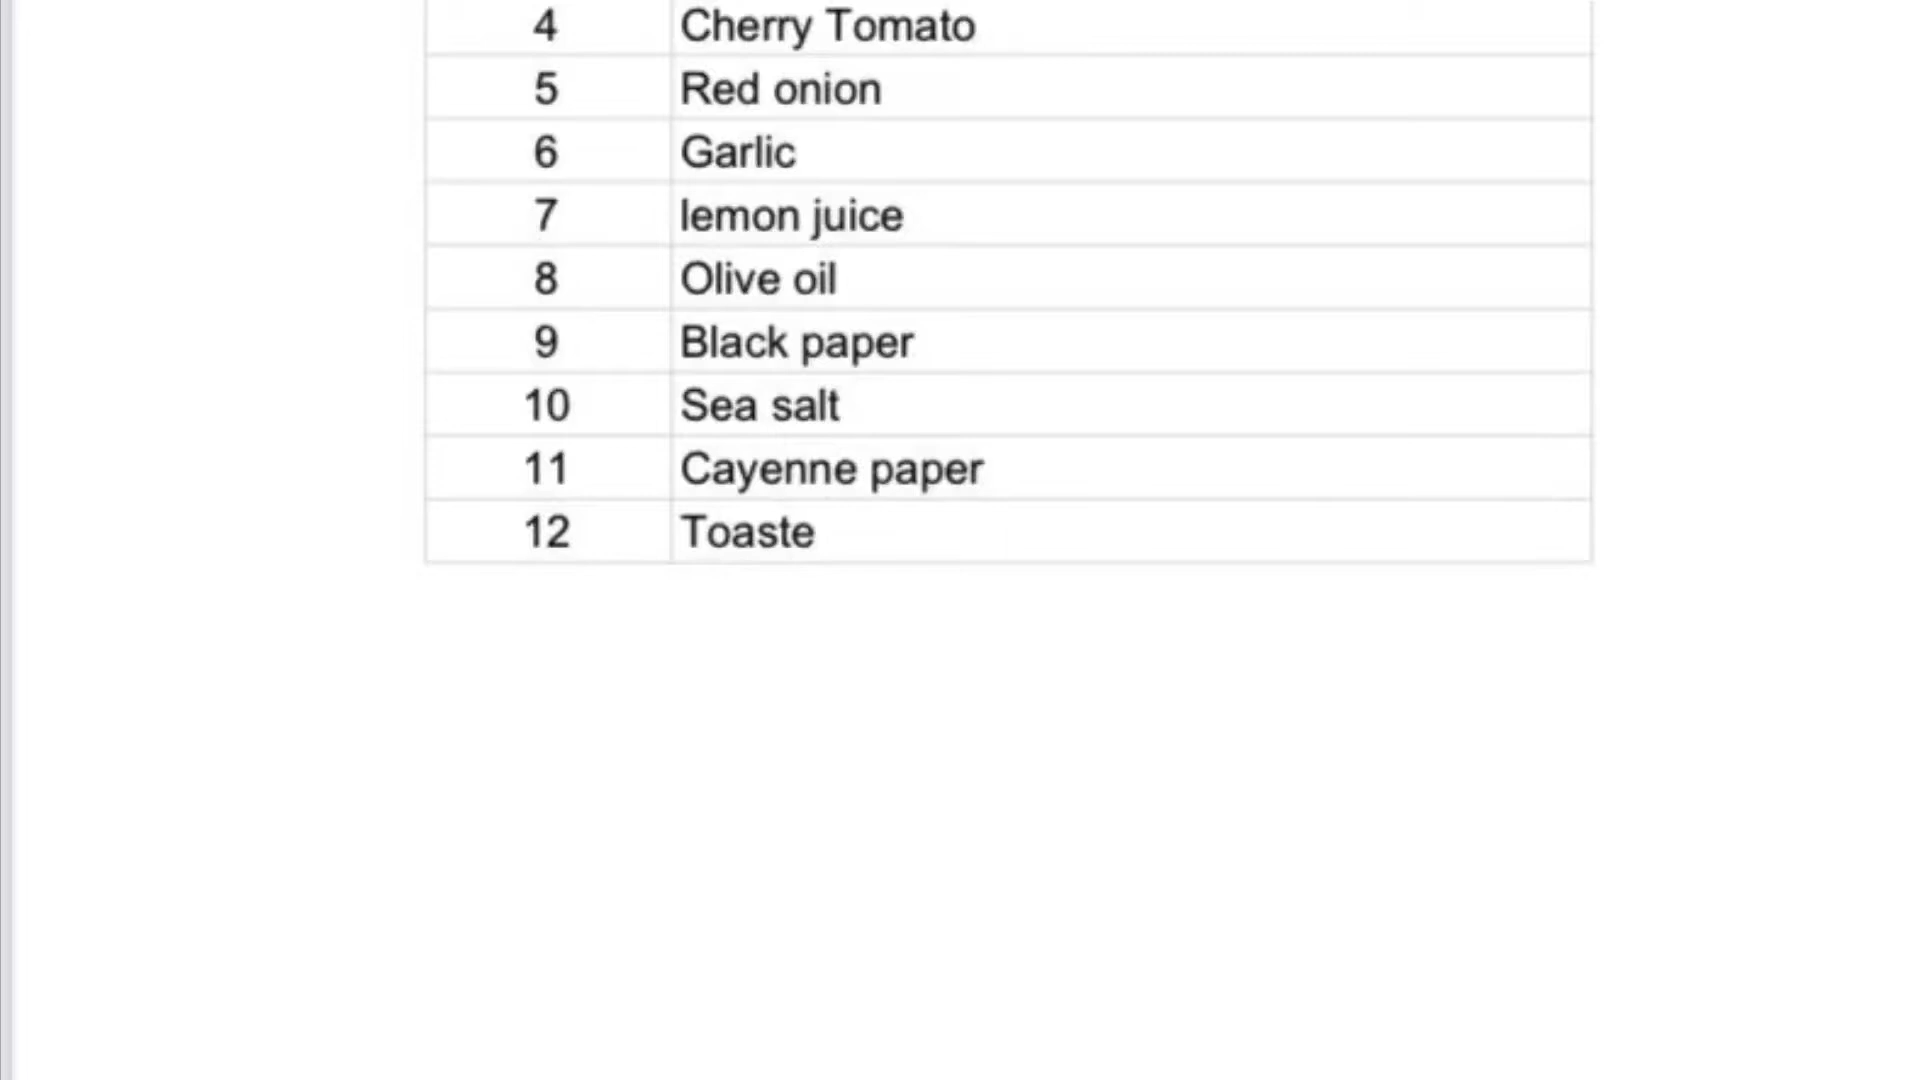 4 Cherry Tomato
5 Red onion
6 Garlic
7 lemon juice
8 Olive oil
9 Black paper
10 Sea salt
11 Cayenne paper
12 Toaste